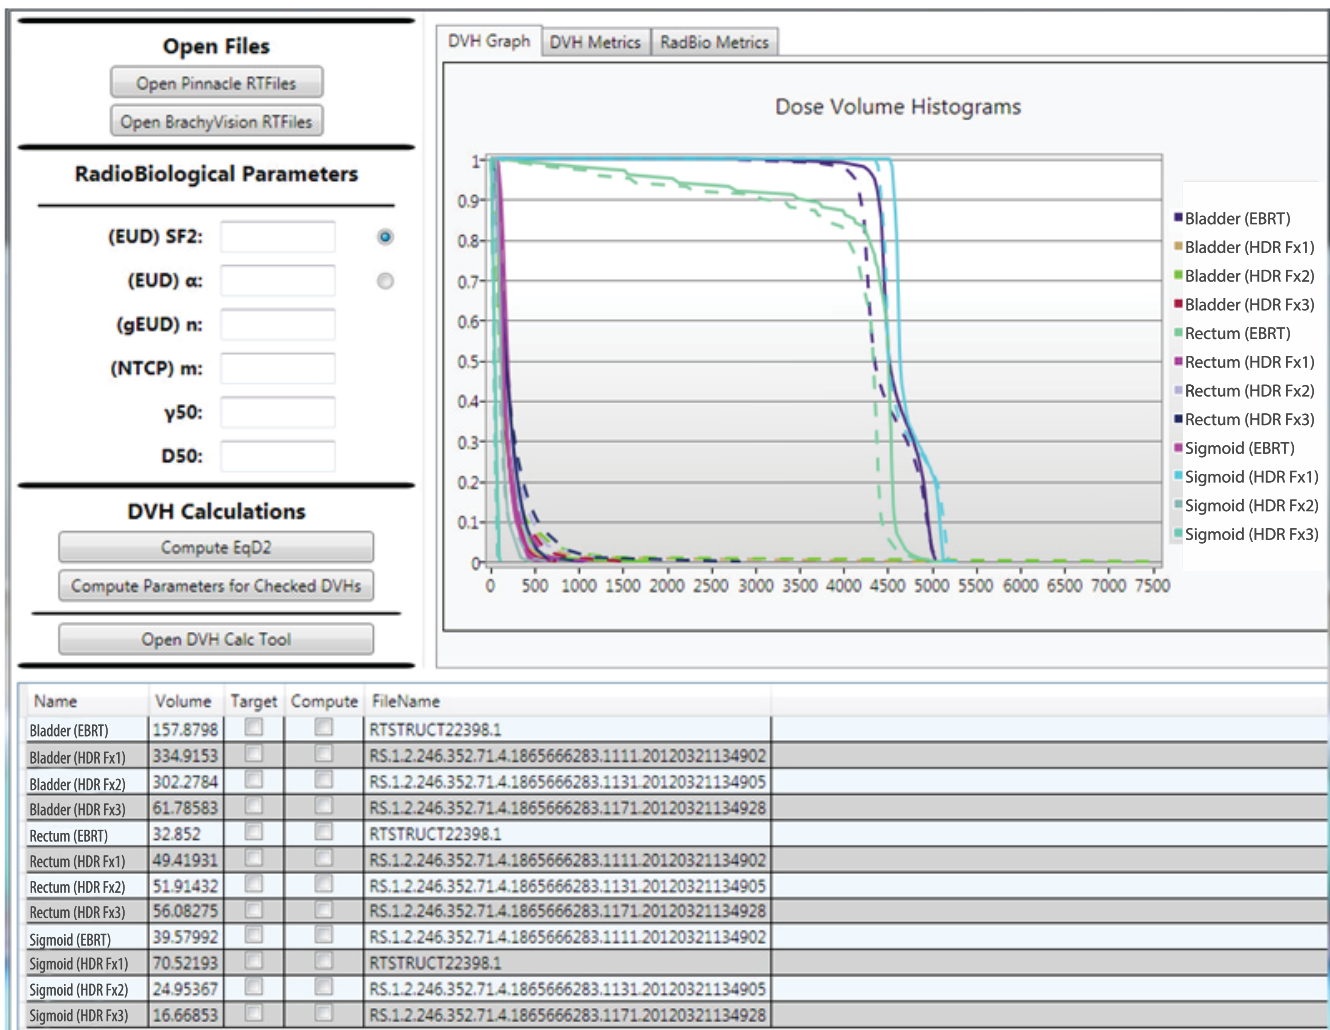 Open Files
Open Pinnacle RTFiles
Open BrachyVision RTFiles
RadioBiological Parameters
(EUD) SF2:
(EUD) α:
(gEUD) n:
(NTCP) m:
γ50:
D50:
DVH Calculations
Compute EqD2
Compute Parameters for Checked DVHs
Open DVH Calc Tool
DVH Graph DVH Metrics RadBio Metrics
Dose Volume Histograms
1
0.9
0.8
0.7
0.6
0.5
0.4
0.3
0.2
0.1
0
0 500 1000 1500 2000 2500 3000 3500 4000 4500 5000 5500 6000 6500 7000 7500
Bladder (EBRT)
Bladder (HDR Fx1)
Bladder (HDR Fx2)
Bladder (HDR Fx3)
Rectum (EBRT)
Rectum (HDR Fx1)
Rectum (HDR Fx2)
Rectum (HDR Fx3)
Sigmoid (EBRT)
Sigmoid (HDR Fx1)
Sigmoid (HDR Fx2)
Sigmoid (HDR Fx3)
Name Volume Target Compute FileName
Bladder (EBRT) 157.8798 RTSTRUCT22398.1
Bladder (HDR Fx1) 334.9153 RS.1.2.246.352.71.4.1865666283.1111.20120321134902
Bladder (HDR Fx2) 302.2784 RS.1.2.246.352.71.4.1865666283.1131.20120321134905
Bladder (HDR Fx3) 61.78583 RS.1.2.246.352.71.4.1865666283.1171.20120321134928
Rectum (EBRT) 32.852 RTSTRUCT22398.1
Rectum (HDR Fx1) 49.41931 RS.1.2.246.352.71.4.1865666283.1111.20120321134902
Rectum (HDR Fx2) 51.91432 RS.1.2.246.352.71.4.1865666283.1131.20120321134905
Rectum (HDR Fx3) 56.08275 RS.1.2.246.352.71.4.1865666283.1171.20120321134928
Sigmoid (EBRT) 39.57992 RS.1.2.246.352.71.4.1865666283.1111.20120321134902
Sigmoid (HDR Fx1) 70.52193 RTSTRUCT22398.1
Sigmoid (HDR Fx2) 24.95367 RS.1.2.246.352.71.4.1865666283.1131.20120321134905
Sigmoid (HDR Fx3) 16.66853 RS.1.2.246.352.71.4.1865666283.1171.20120321134928